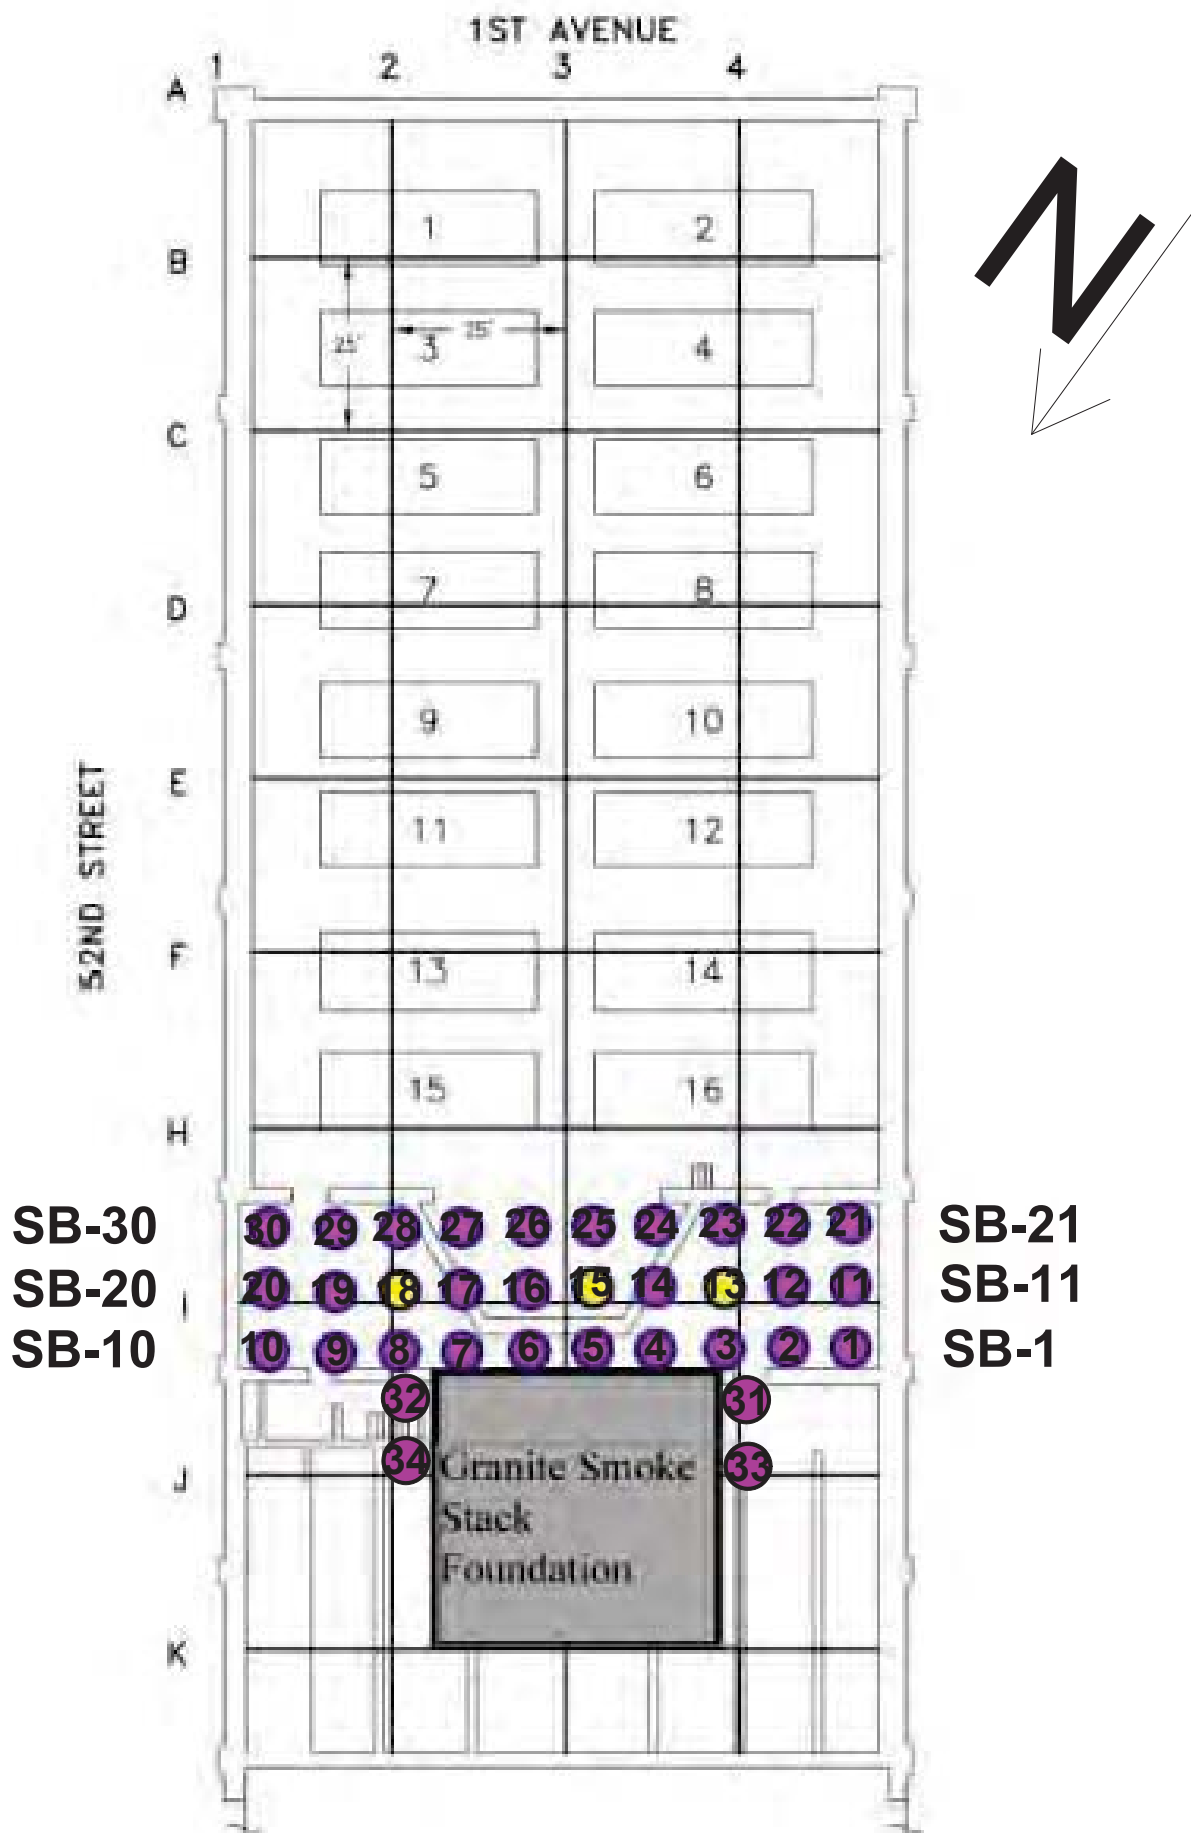 1ST AVENUE
1 2 3 4
A
N
1 2
B
25'
25'
3 4
C
5 6
7 8
D
9 10
E
52ND STREET
11 12
F
13 14
15 16
H
SB-30 30 29 28 27 26 25 24 23 22 21 SB-21
SB-20 20 19 18 17 16 15 14 13 12 11 SB-11
I
SB-10 10 9 8 7 6 5 4 3 2 1 SB-1
32 31
34 33
J
Granite Smoke
Stack
Foundation
K